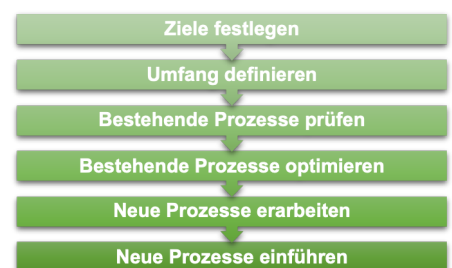 Ziele festlegen
Umfang definieren
Bestehende Prozesse prüfen
Bestehende Prozesse optimieren
Neue Prozesse erarbeiten
Neue Prozesse einführen